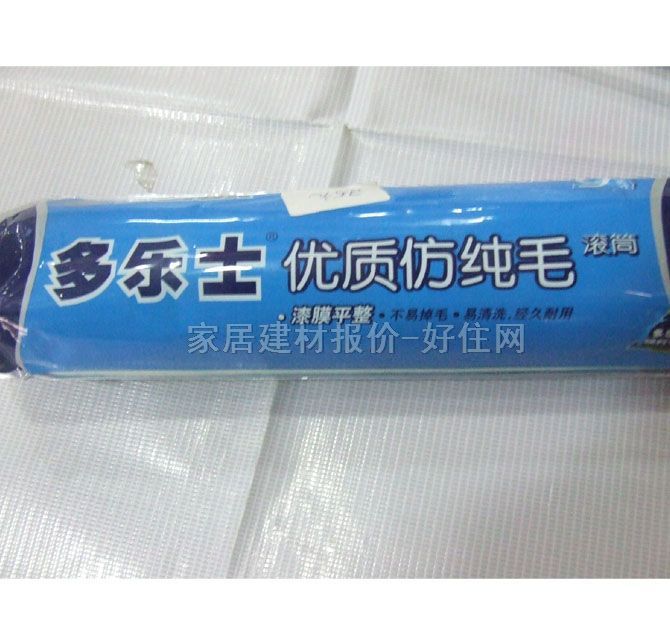 多乐士® 优质仿纯毛 滚筒
·漆膜平整 ·不易掉毛 ·易清洗,经久耐用
家居建材报价-好住网